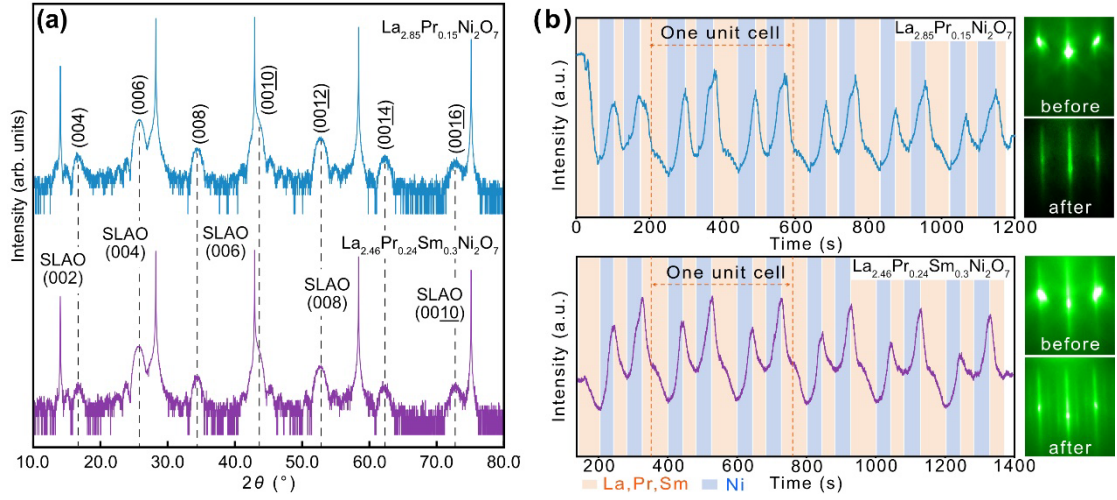 (a)
La2.85Pr0.15Ni2O7
(004)
(006)
(008)
(0010)
(0012)
(0014)
(0016)
Intensity (arb. units)
La2.46Pr0.24Sm0.3Ni2O7
SLAO
(002)
SLAO
(004)
SLAO
(006)
SLAO
(008)
SLAO
(0010)
10.0 20.0 30.0 40.0 50.0 60.0 70.0 80.0
2θ (°)
(b)
One unit cell
La2.85Pr0.15Ni2O7
Intensity (a.u.)
0 200 400 600 800 1000 1200
Time (s)
before
after
One unit cell
La2.46Pr0.24Sm0.3Ni2O7
Intensity (a.u.)
200 400 600 800 1000 1200 1400
Time (s)
La,Pr,Sm
Ni
before
after